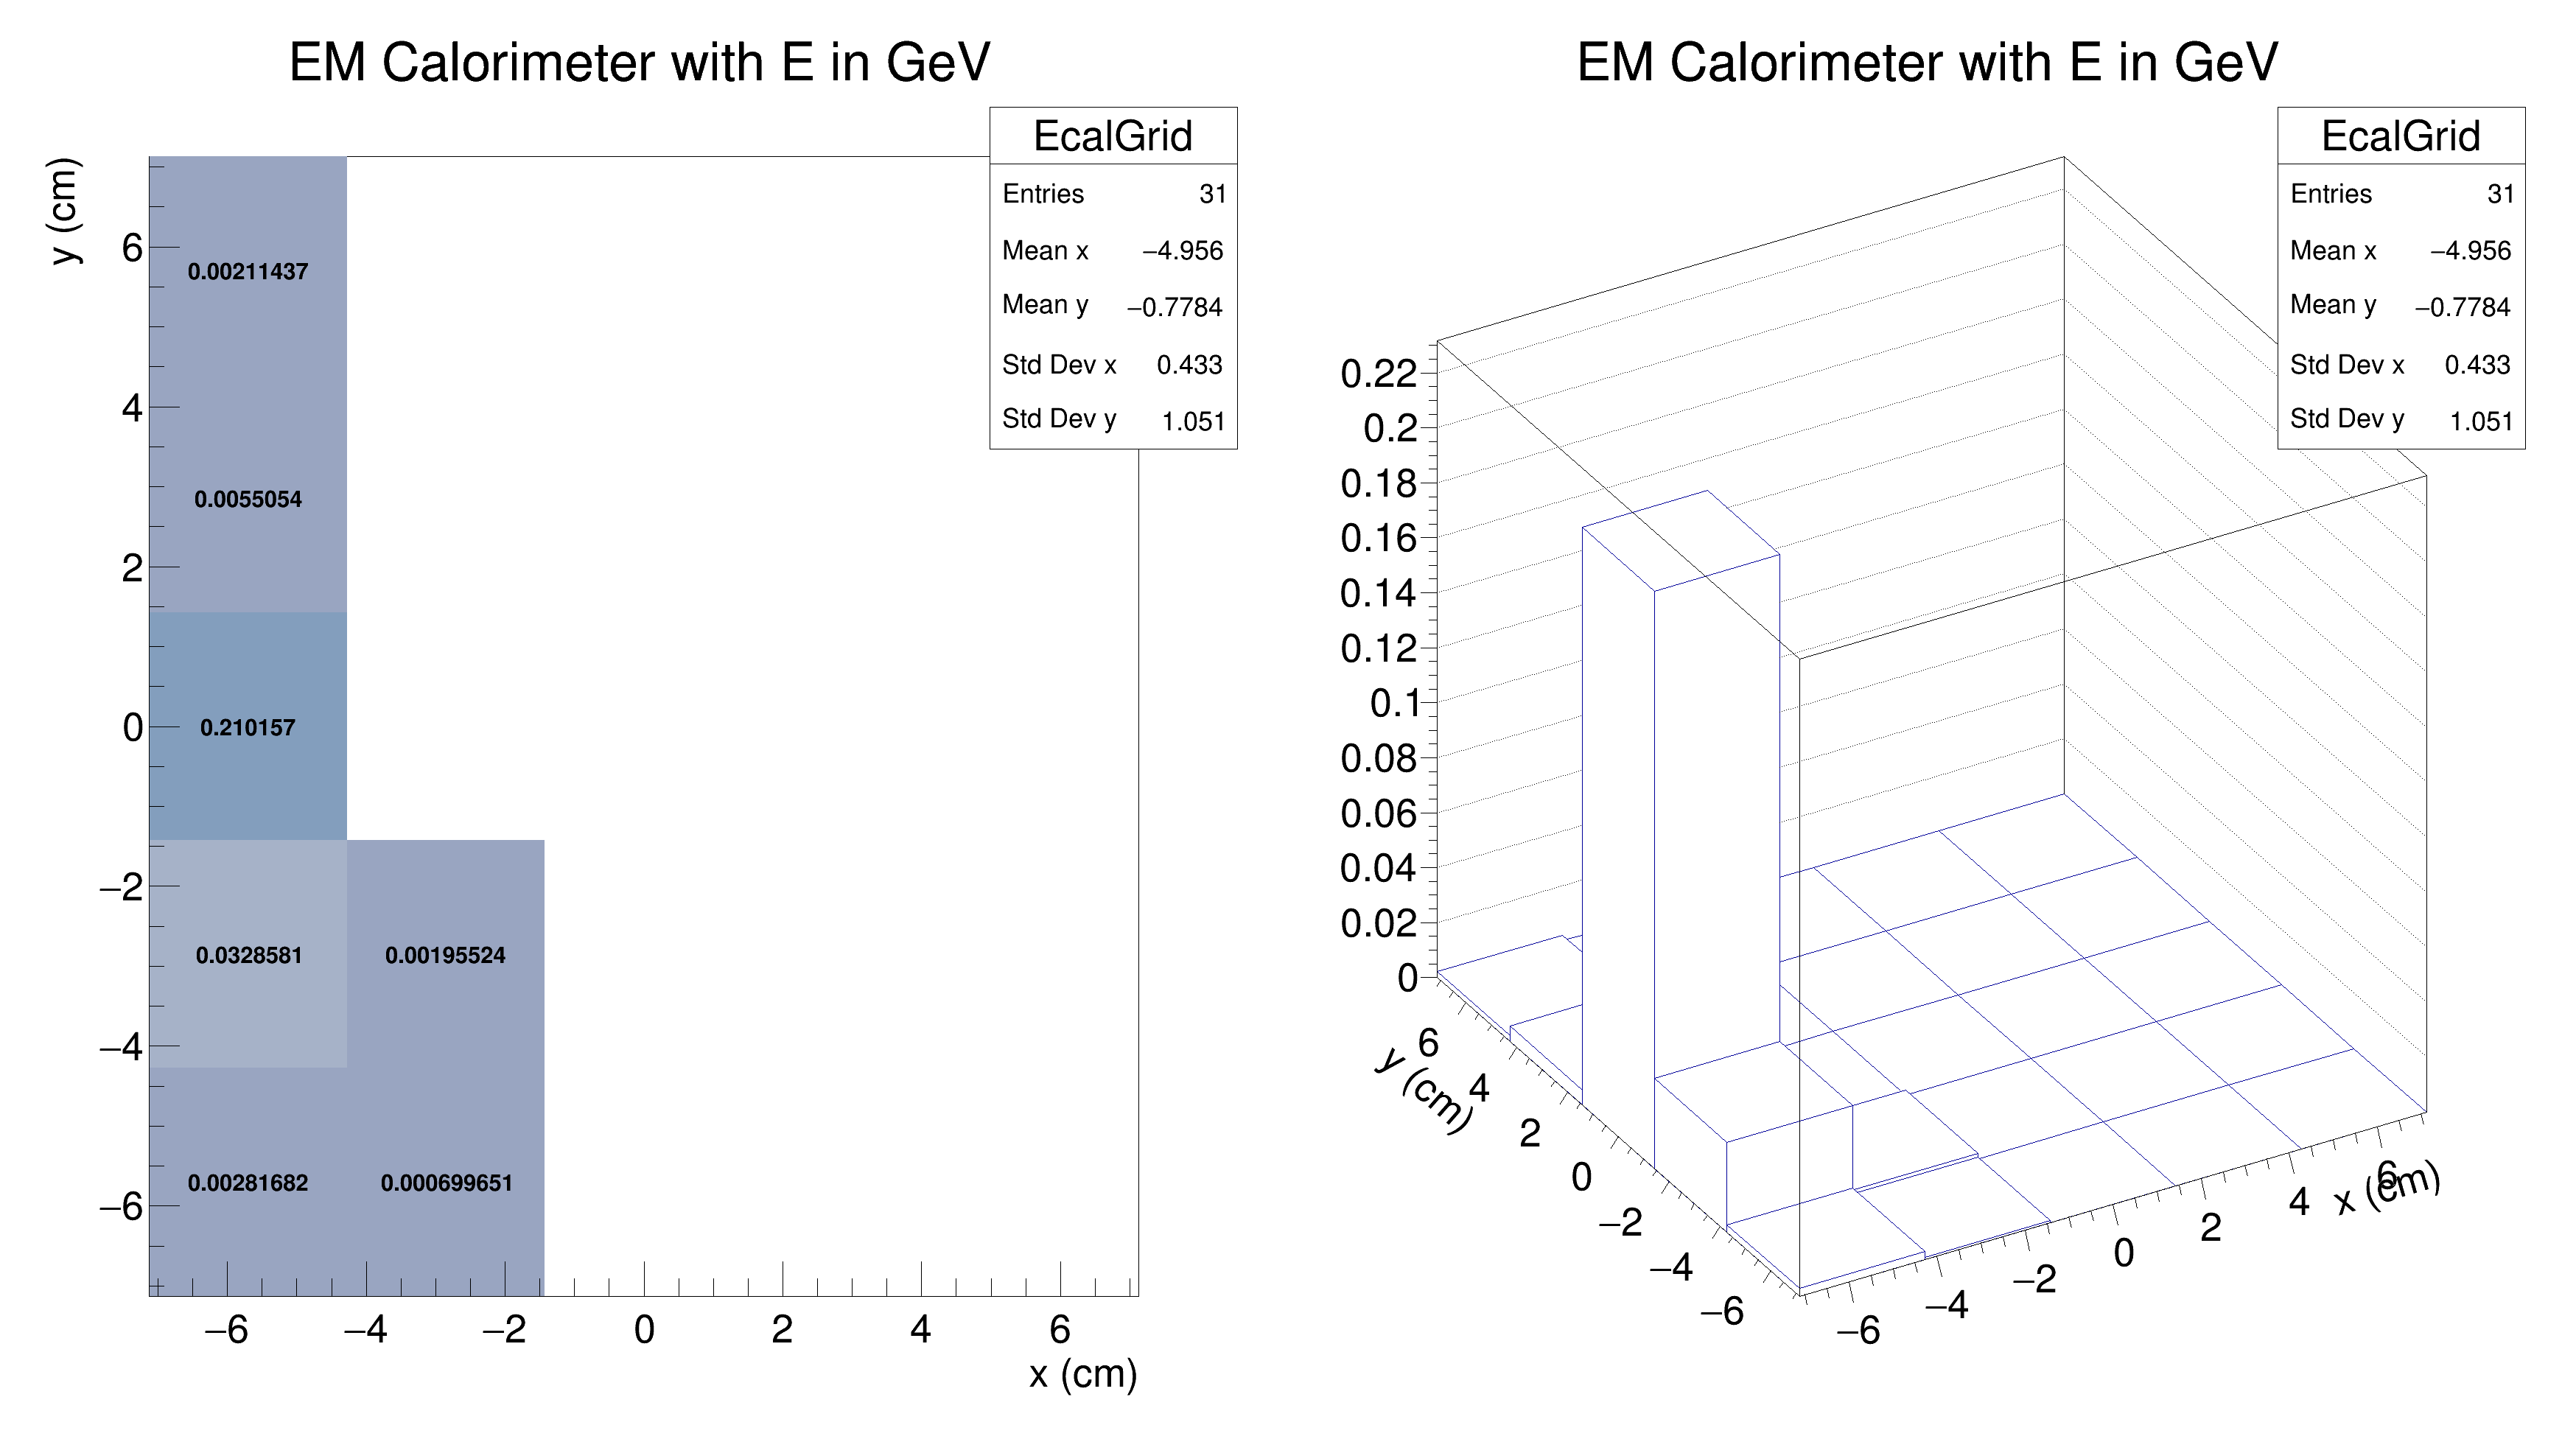 EM Calorimeter with E in GeV
EcalGrid
Entries 31
Mean x −4.956
Mean y −0.7784
Std Dev x 0.433
Std Dev y 1.051
y (cm)
6
4
2
0
−2
−4
−6
0.00211437
0.0055054
0.210157
0.0328581 0.00195524
0.00281682 0.000699651
−6 −4 −2 0 2 4 6
x (cm)
EM Calorimeter with E in GeV
EcalGrid
Entries 31
Mean x −4.956
Mean y −0.7784
Std Dev x 0.433
Std Dev y 1.051
0.22
0.2
0.18
0.16
0.14
0.12
0.1
0.08
0.06
0.04
0.02
0
6
4
2
0
−2
−4
−6
y (cm)
−6 −4 −2 0 2 4 6
x (cm)